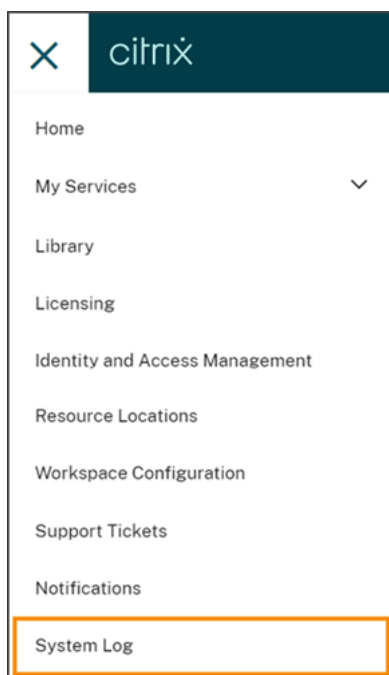 citrix
Home
My Services
Library
Licensing
Identity and Access Management
Resource Locations
Workspace Configuration
Support Tickets
Notifications
System Log